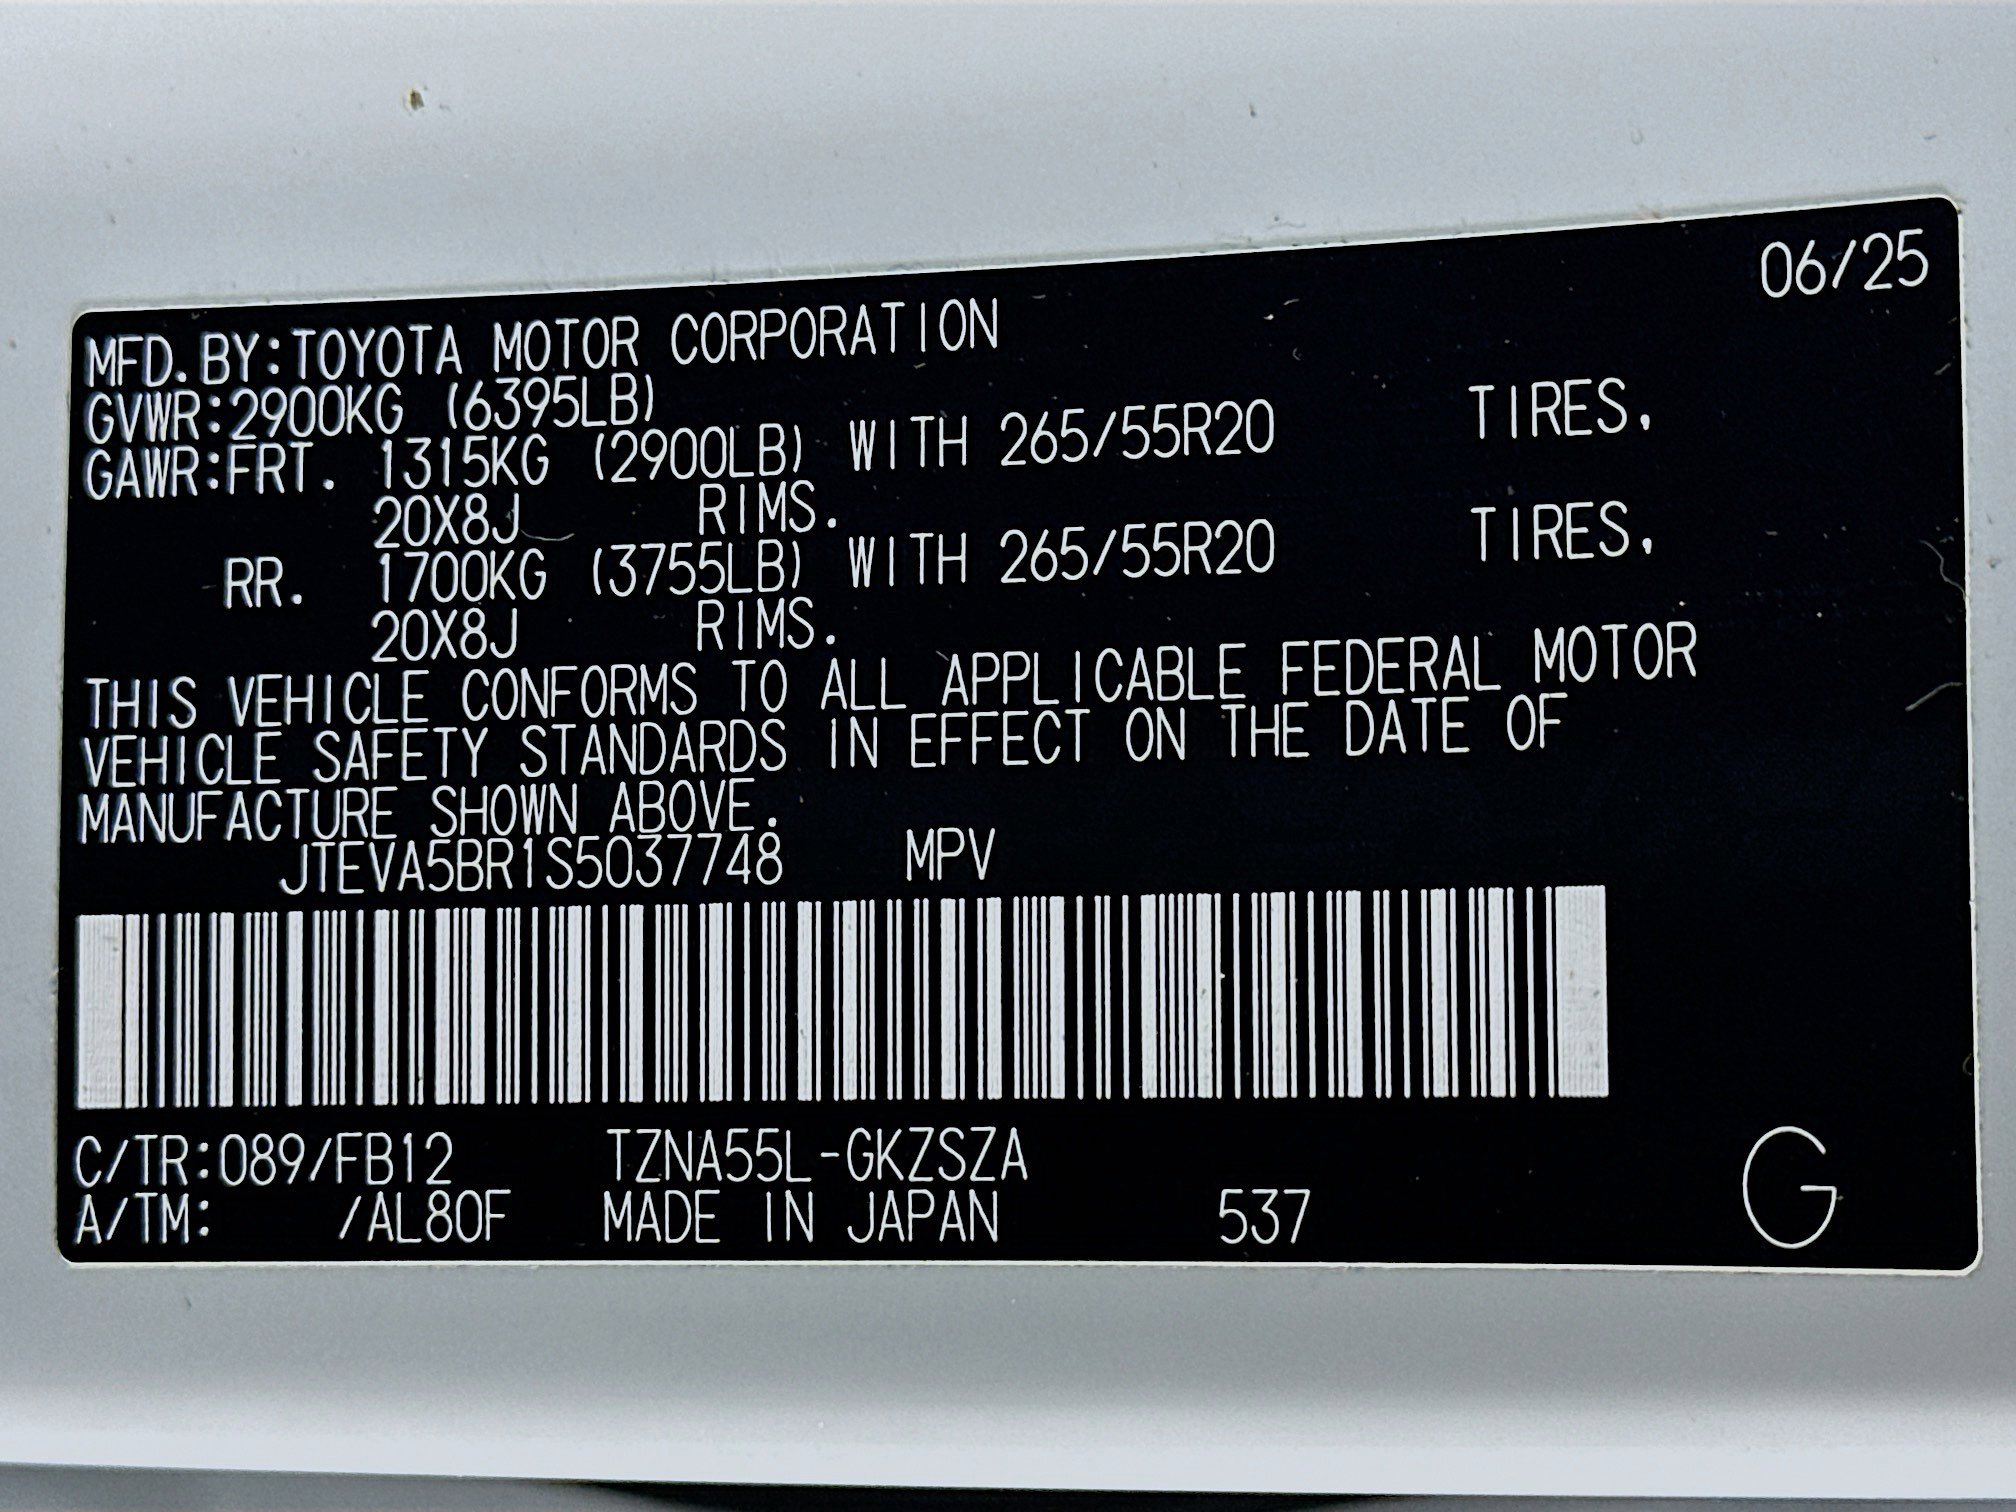 06/25
MFD.BY:TOYOTA MOTOR CORPORATION
GVWR:2900KG (6395LB)
GAWR:FRT. 1315KG (2900LB) WITH 265/55R20 TIRES,
20X8J RIMS.
RR. 1700KG (3755LB) WITH 265/55R20 TIRES,
20X8J RIMS.
THIS VEHICLE CONFORMS TO ALL APPLICABLE FEDERAL MOTOR
VEHICLE SAFETY STANDARDS IN EFFECT ON THE DATE OF
MANUFACTURE SHOWN ABOVE.
JTEVA5BR1S5037748 MPV
C/TR:089/FB12 TZNA55L-GKZSZA
A/TM: /AL80F MADE IN JAPAN 537 G